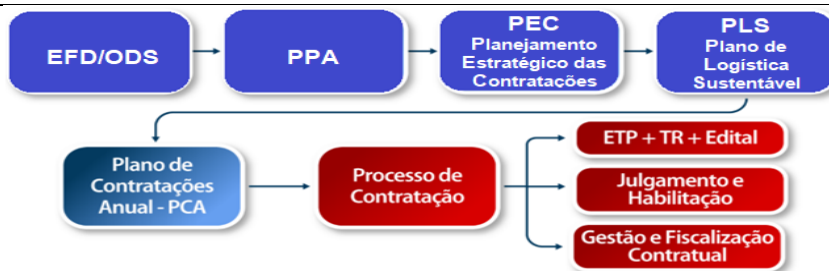 EFD/ODS
PPA
PEC
Planejamento
Estratégico das
Contratações
PLS
Plano de
Logística
Sustentável
Plano de
Contratações
Anual - PCA
Processo de
Contratação
ETP + TR + Edital
Julgamento e
Habilitação
Gestão e Fiscalização
Contratual